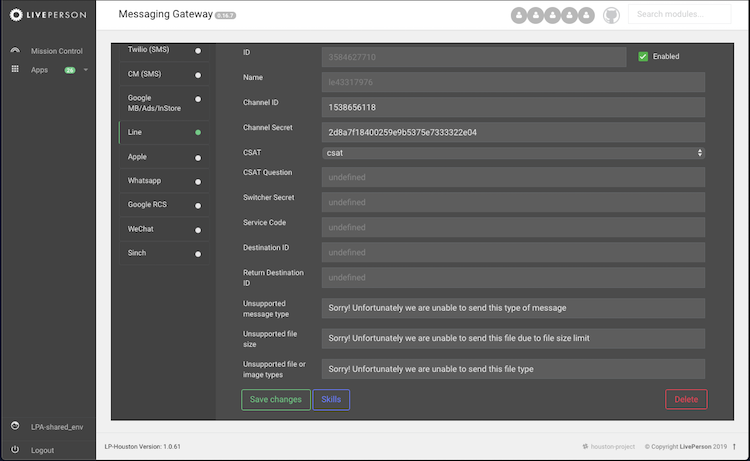 LIVEPERSON
Messaging Gateway 0.16.7
Search modules...
Mission Control
Apps 26
LPA-shared_env
Logout
Twilio (SMS)
CM (SMS)
Google
MB/Ads/InStore
Line
Apple
Whatsapp
Google RCS
WeChat
Sinch
ID
3584627710
Enabled
Name
le43317976
Channel ID
1538656118
Channel Secret
2d8a7f18400259e9b5375e7333322e04
CSAT
csat
CSAT Question
undefined
Switcher Secret
undefined
Service Code
undefined
Destination ID
undefined
Return Destination
ID
undefined
Unsupported
message type
Sorry! Unfortunately we are unable to send this type of message
Unsupported file
size
Sorry! Unfortunately we are unable to send this file due to file size limit
Unsupported file or
image types
Sorry! Unfortunately we are unable to send this file type
Save changes
Skills
Delete
LP-Houston Version: 1.0.61
houston-project
© Copyright LivePerson 2019